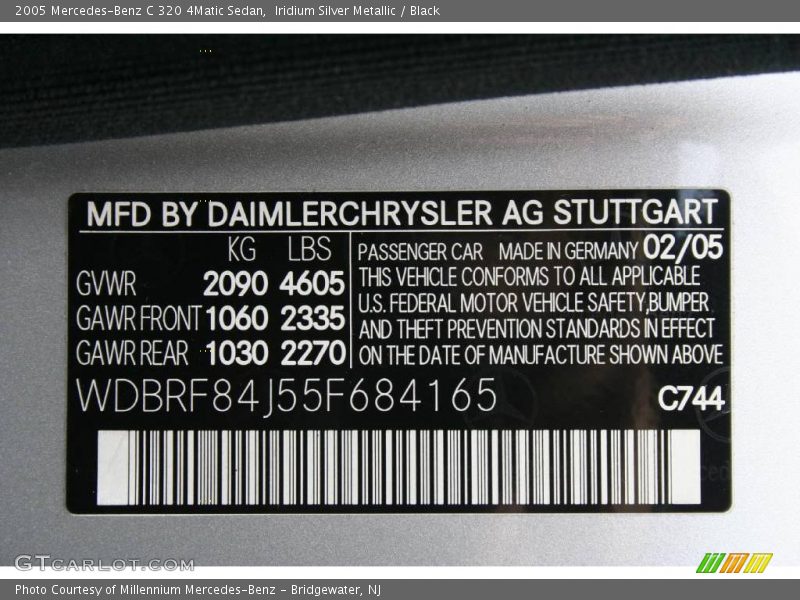 2005 Mercedes-Benz C 320 4Matic Sedan,  Iridium Silver Metallic / Black
MFD BY DAIMLERCHRYSLER AG STUTTGART
KG LBS
GVWR 2090 4605
GAWR FRONT 1060 2335
GAWR REAR 1030 2270
PASSENGER CAR MADE IN GERMANY 02/05
THIS VEHICLE CONFORMS TO ALL APPLICABLE
U.S. FEDERAL MOTOR VEHICLE SAFETY,BUMPER
AND THEFT PREVENTION STANDARDS IN EFFECT
ON THE DATE OF MANUFACTURE SHOWN ABOVE
WDBRF84J55F684165 C744
GTCARLOT.COM
Photo Courtesy of Millennium Mercedes-Benz - Bridgewater, NJ